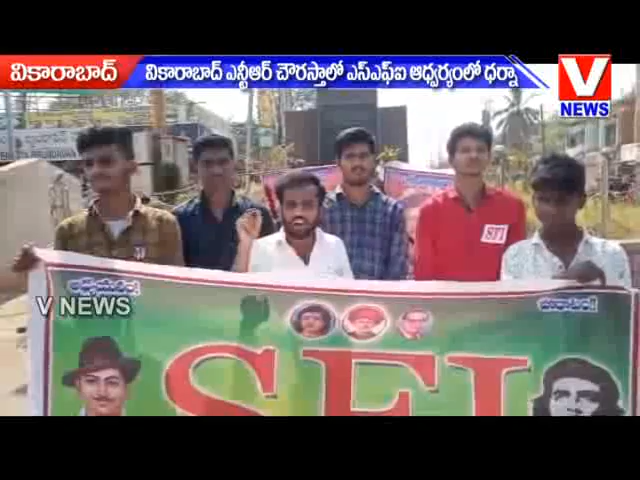 వికారాబాద్
వికారాబాద్ ఎన్టీఆర్ చౌరస్తాలో ఎస్ఎఫ్ఐ ఆధ్వర్యంలో ధర్నా
V
NEWS
SFI
V NEWS
SFI